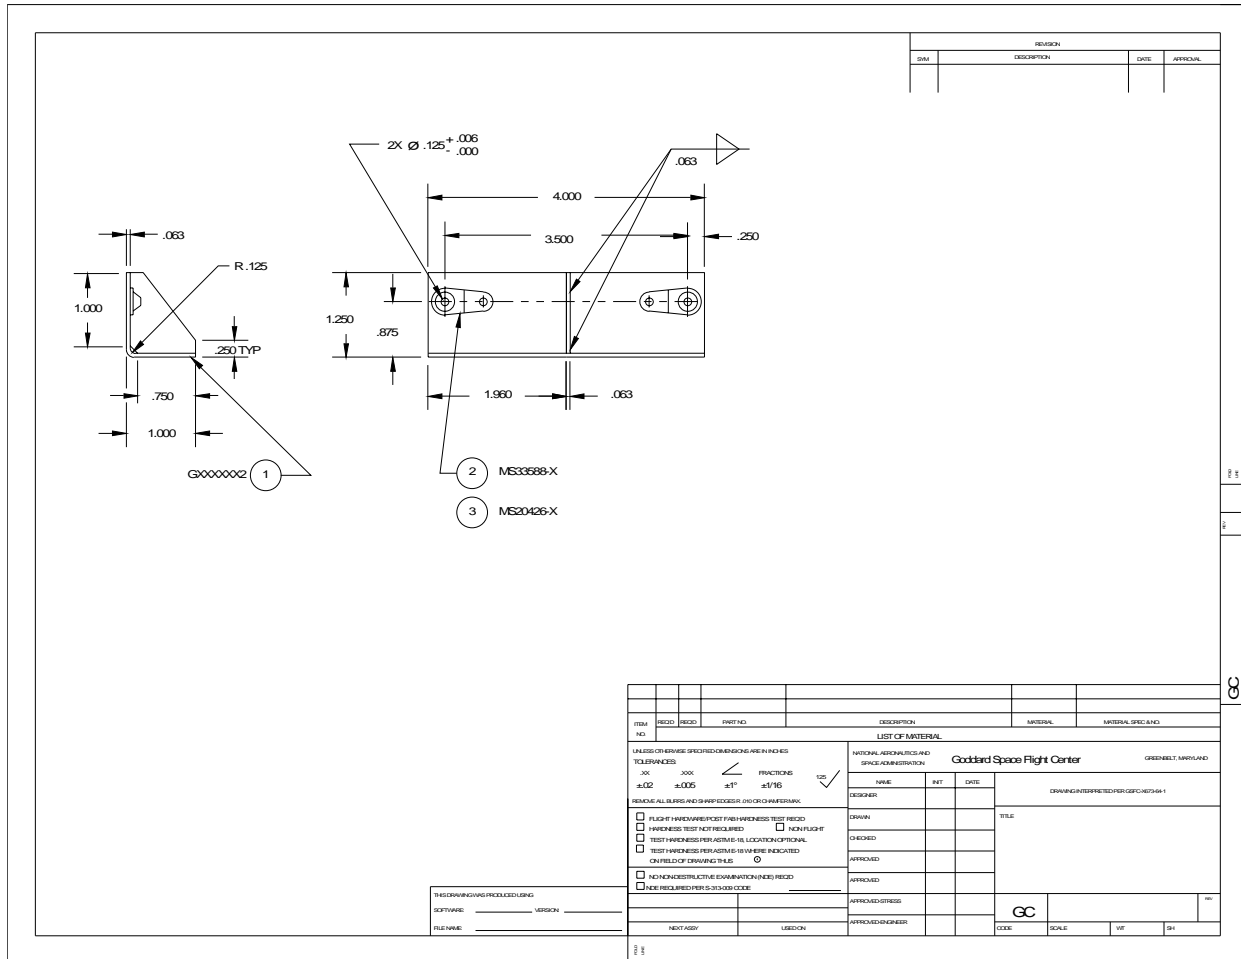 REVISION
SYM DESCRIPTION DATE APPROVAL
2X Ø .125 + .006 - .000
.063
4.000
3.500
.250
.063
R .125
1.000
1.250
.875
.250 TYP
.750
1.960
.063
1.000
GXXXXXX2 1
2 MS33588-X
3 MS20426-X
FOLD LINE
REV
GC
ITEM NO. REQ'D REQ'D PART NO. DESCRIPTION MATERIAL MATERIAL SPEC & NO.
LIST OF MATERIAL
UNLESS OTHERWISE SPECIFIED DIMENSIONS ARE IN INCHES
TOLERANCES:
.XX .XXX FRACTIONS 125
±.02 ±.005 ±1° ±1/16
REMOVE ALL BURRS AND SHARP EDGES R .010 OR CHAMFER MAX.
NATIONAL AERONAUTICS AND
SPACE ADMINISTRATION
Goddard Space Flight Center
GREENBELT, MARYLAND
NAME INIT DATE
DESIGNER
DRAWN
CHECKED
APPROVED
APPROVED
APPROVED-STRESS
APPROVED-ENGINEER
DRAWING INTERPRETED PER GSFC-X-673-64-1
TITLE
FLIGHT HARDWARE/POST FAB HARDNESS TEST REQ'D
HARDNESS TEST NOT REQUIRED NON FLIGHT
TEST HARDNESS PER ASTM E-18, LOCATION OPTIONAL
TEST HARDNESS PER ASTM E-18 WHERE INDICATED
ON FIELD OF DRAWING THUS
NO NON-DESTRUCTIVE EXAMINATION (NDE) REQ'D
NDE REQUIRED PER S-313-009 CODE
NEXT ASSY USED ON
GC
REV
CODE SCALE WT SH
THIS DRAWING WAS PRODUCED USING
SOFTWARE: VERSION:
FILE NAME:
FOLD LINE